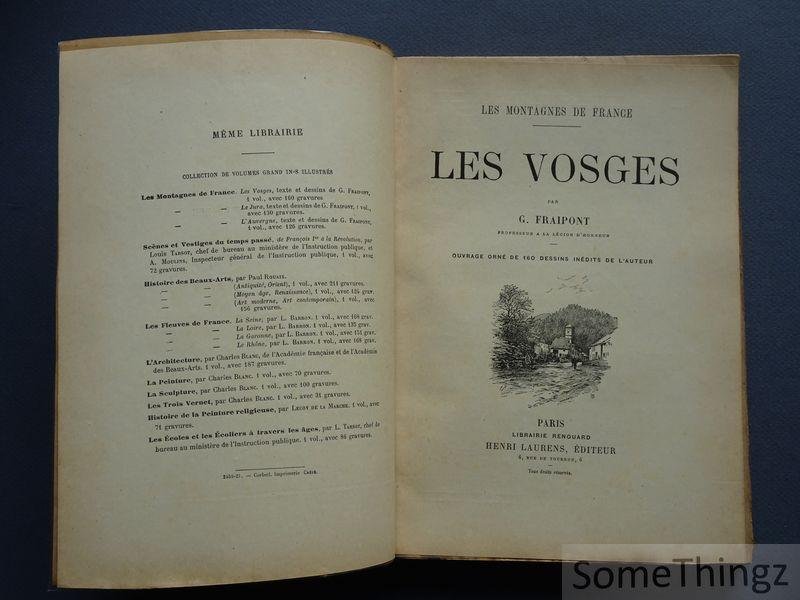 MÊME LIBRAIRIE
COLLECTION DE VOLUMES GRAND IN-8 ILLUSTRÉS
Les Montagnes de France. Les Vosges, texte et dessins de G. FRAIPONT,
1 vol., avec 160 gravures
— — Le Jura, texte et dessins de G. FRAIPONT, 1 vol.,
avec 130 gravures.
— — L'Auvergne, texte et dessins de G. FRAIPONT,
1 vol., avec 126 gravures.
Scènes et Vestiges du temps passé, de François Ier à la Révolution, par
Louis TARSOT, chef de bureau au ministère de l'Instruction publique, et
A. MOULINS, Inspecteur général de l'Instruction publique, 1 vol., avec
72 gravures.
Histoire des Beaux-Arts, par Paul ROUAIX.
— — (Antiquité, Orient), 1 vol., avec 211 gravures.
— — (Moyen âge, Renaissance), 1 vol., avec 124 grav.
— — (Art moderne, Art contemporain), 1 vol., avec
156 gravures.
Les Fleuves de France. La Seine, par L. BARRON. 1 vol., avec 168 grav.
— — La Loire, par L. BARRON. 1 vol., avec 135 grav.
— — La Garonne, par L. BARRON. 1 vol., avec 151 grav.
— — Le Rhône, par L. BARRON. 1 vol., avec 168 grav.
L'Architecture, par Charles BLANC, de l'Académie française et de l'Académie
des Beaux-Arts. 1 vol., avec 187 gravures.
La Peinture, par Charles BLANC. 1 vol., avec 70 gravures.
La Sculpture, par Charles BLANC. 1 vol., avec 100 gravures.
Les Trois Vernet, par Charles BLANC. 1 vol., avec 31 gravures.
Histoire de la Peinture religieuse, par LECOY DE LA MARCHE. 1 vol., avec
71 gravures.
Les Écoles et les Écoliers à travers les âges, par L. TARSOT, chef de
bureau au ministère de l'Instruction publique. 1 vol., avec 86 gravures.
Corbeil. Imprimerie CRÉTÉ.
LES MONTAGNES DE FRANCE
LES VOSGES
PAR
G. FRAIPONT
PROFESSEUR A LA LÉGION D'HONNEUR
OUVRAGE ORNÉ DE 160 DESSINS INÉDITS DE L'AUTEUR
PARIS
LIBRAIRIE RENOUARD
HENRI LAURENS, ÉDITEUR
6, RUE DE TOURNON, 6
Tous droits réservés.
SomeThingz